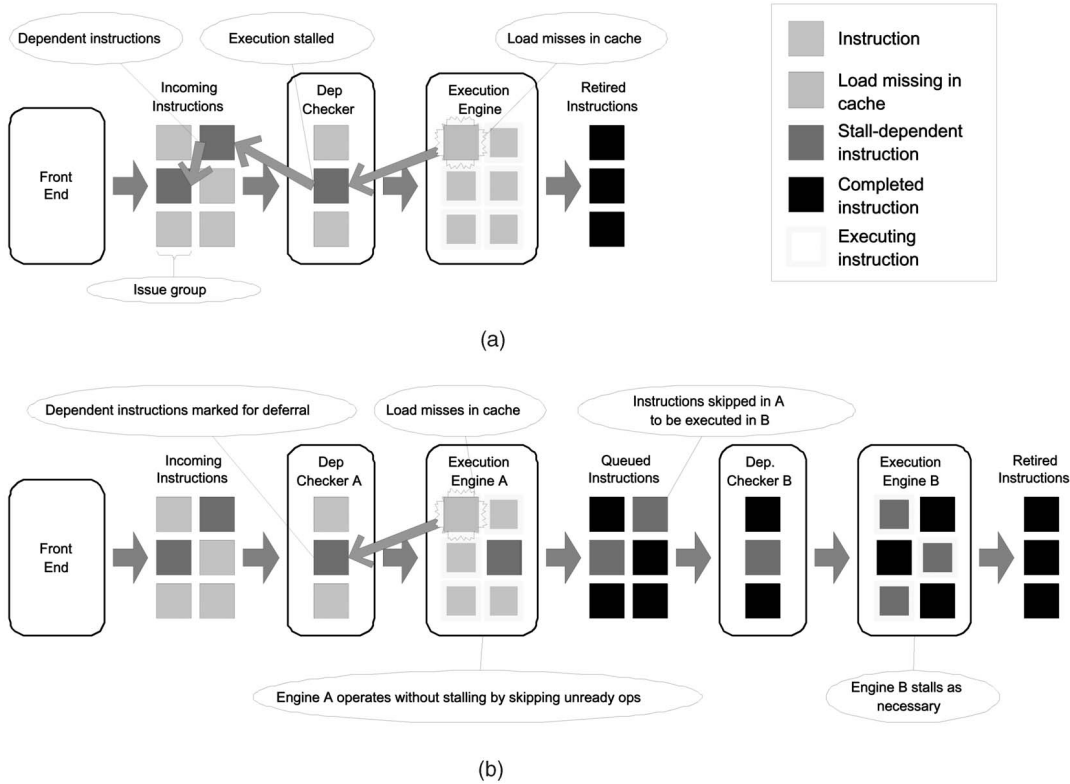 Dependent instructions
Execution stalled
Load misses in cache
Incoming
Instructions
Dep
Checker
Execution
Engine
Retired
Instructions
Front
End
Issue group
Instruction
Load missing in
cache
Stall-dependent
instruction
Completed
instruction
Executing
instruction
(a)
Dependent instructions marked for deferral
Load misses in cache
Instructions skipped in A
to be executed in B
Incoming
Instructions
Dep
Checker A
Execution
Engine A
Queued
Instructions
Dep.
Checker B
Execution
Engine B
Retired
Instructions
Front
End
Engine A operates without stalling by skipping unready ops
Engine B stalls as
necessary
(b)